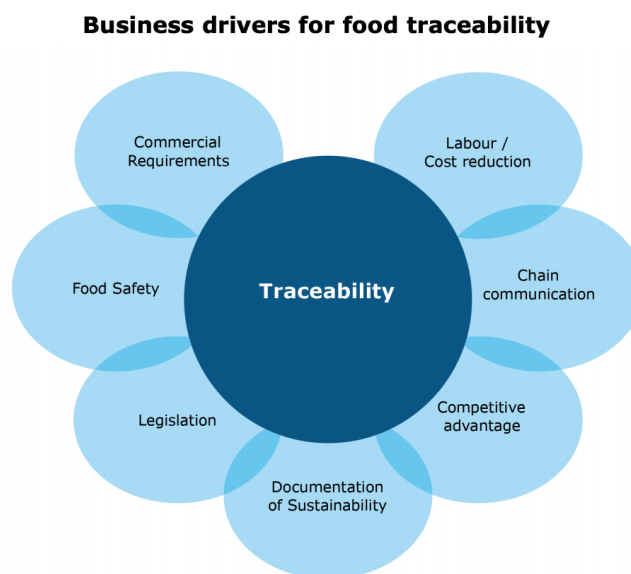 Business drivers for food traceability
Commercial
Requirements
Labour /
Cost reduction
Food Safety
Traceability
Chain
communication
Legislation
Competitive
advantage
Documentation
of Sustainability